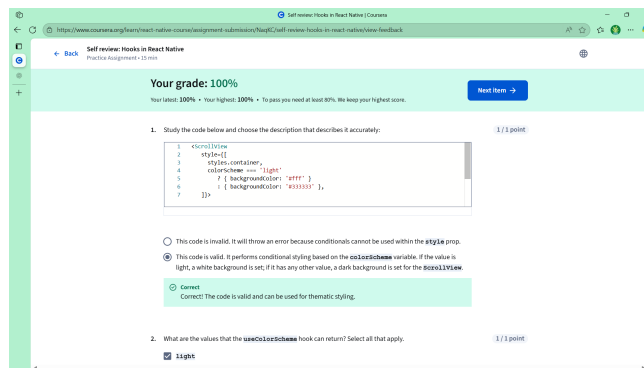 Self review: Hooks in React Native | Coursera
https://www.coursera.org/learn/react-native-course/assignment-submission/Naq6C/self-review-hooks-in-react-native/view-feedback
← Back
Self review: Hooks in React Native
Practice Assignment • 15 min
Your grade: 100%
Your latest: 100% • Your highest: 100% • To pass you need at least 80%. We keep your highest score.
Next item →
1. Study the code below and choose the description that describes it accurately:
1 / 1 point
1 <ScrollView
2 style={[
3 styles.container,
4 colorScheme === 'light'
5 ? { backgroundColor: '#fff' }
6 : { backgroundColor: '#333333' },
7 ]}>
This code is invalid. It will throw an error because conditionals cannot be used within the style prop.
This code is valid. It performs conditional styling based on the colorScheme variable. If the value is
light, a white background is set; if it has any other value, a dark background is set for the ScrollView.
Correct
Correct! The code is valid and can be used for thematic styling.
2. What are the values that the useColorScheme hook can return? Select all that apply.
1 / 1 point
light